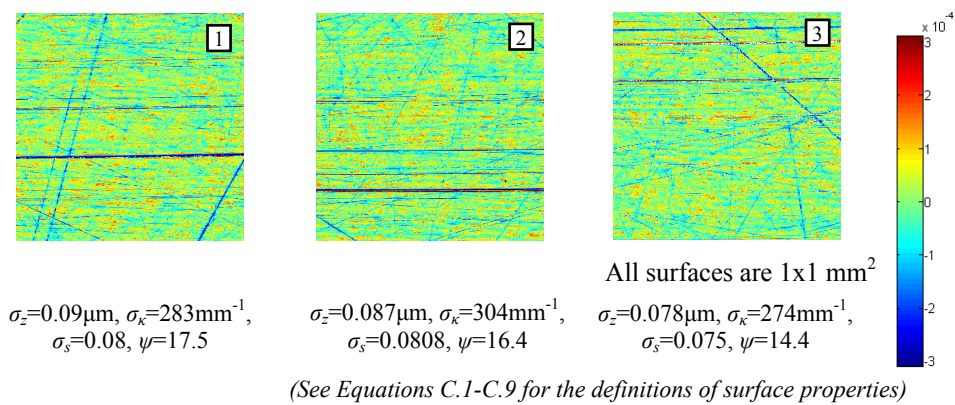 1
2
3
x 10⁻⁴
3
2
1
0
-1
-2
-3
All surfaces are 1x1 mm²
σz=0.09μm, σκ=283mm⁻¹,
σs=0.08, ψ=17.5
σz=0.087μm, σκ=304mm⁻¹,
σs=0.0808, ψ=16.4
σz=0.078μm, σκ=274mm⁻¹,
σs=0.075, ψ=14.4
(See Equations C.1-C.9 for the definitions of surface properties)